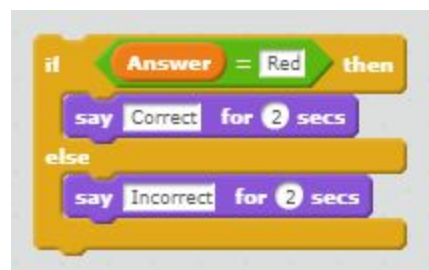 if Answer = Red then
say Correct for 2 secs
else
say Incorrect for 2 secs